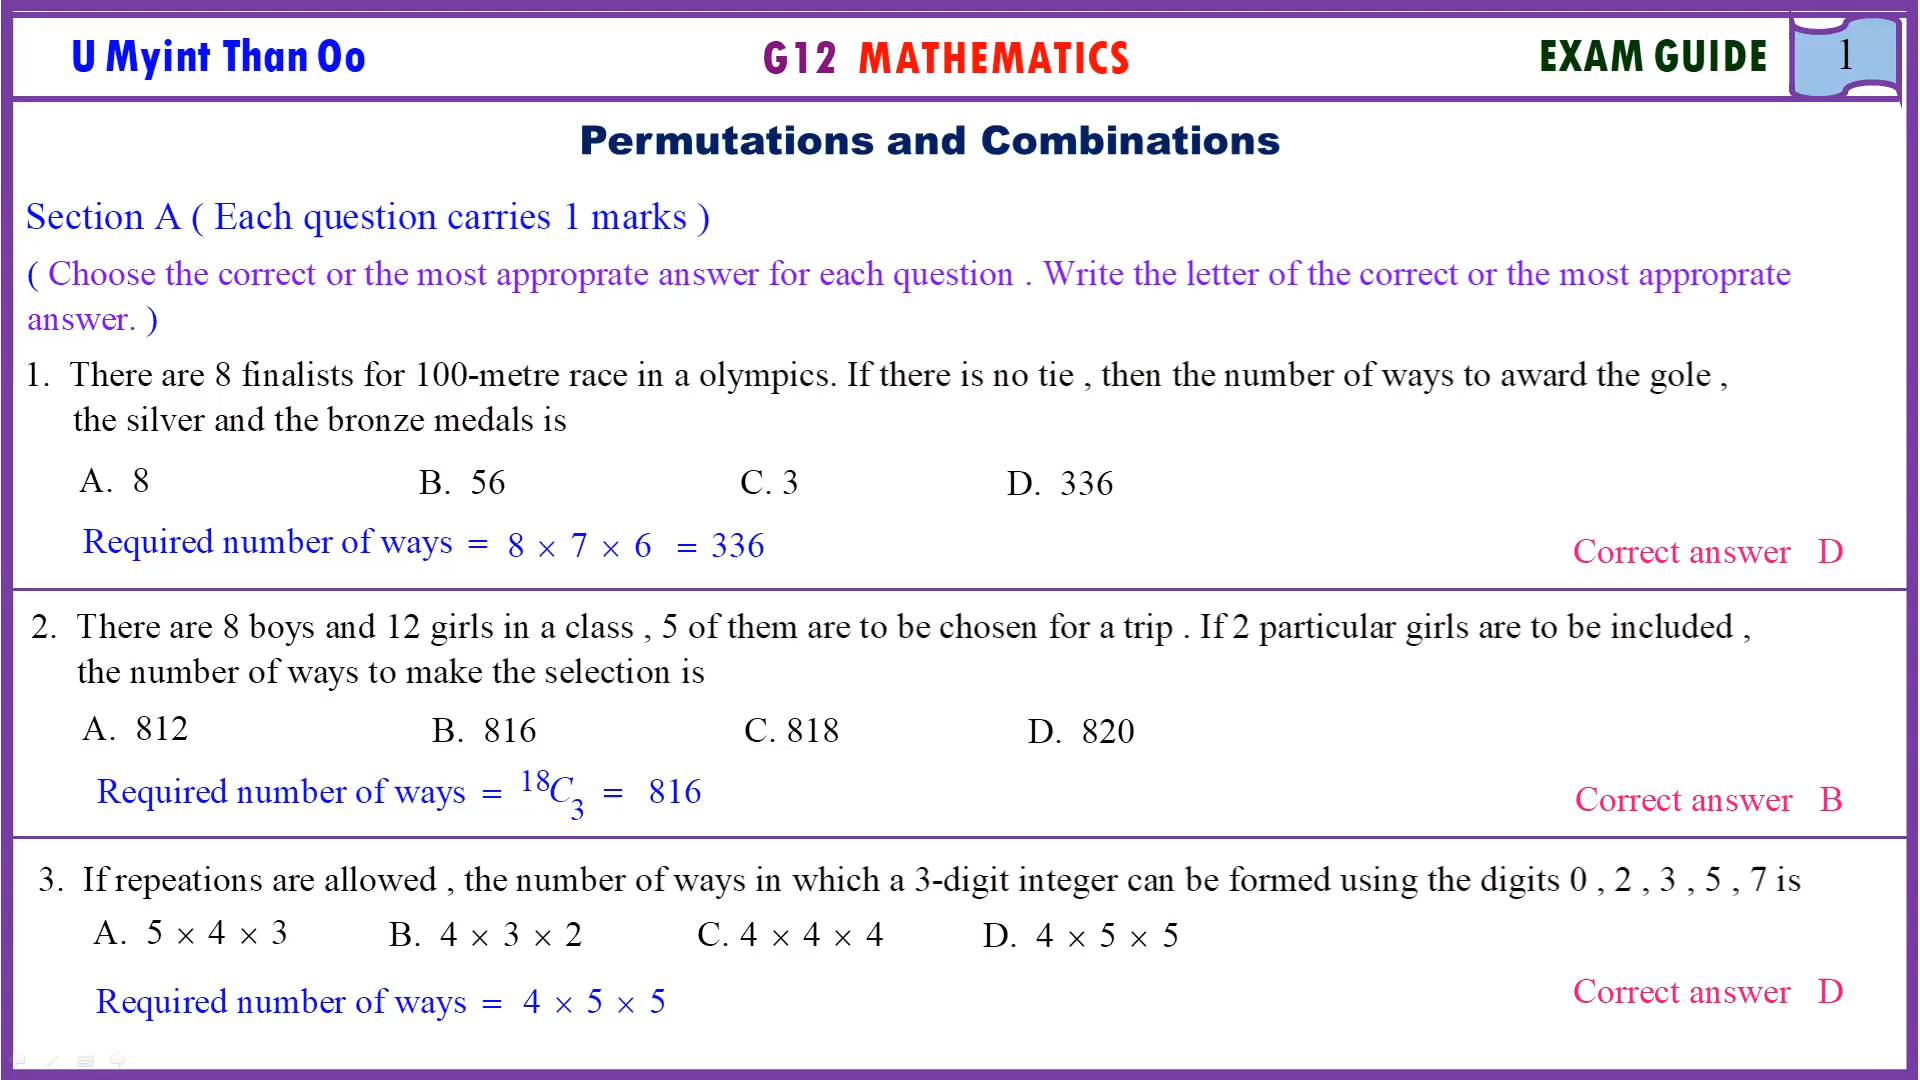 U Myint Than Oo G12 MATHEMATICS EXAM GUIDE 1
Permutations and Combinations
Section A ( Each question carries 1 marks )
( Choose the correct or the most approprate answer for each question . Write the letter of the correct or the most approprate
answer. )
1. There are 8 finalists for 100-metre race in a olympics. If there is no tie , then the number of ways to award the gole ,
the silver and the bronze medals is
A. 8 B. 56 C. 3 D. 336
Required number of ways = 8 × 7 × 6 = 336 Correct answer D
2. There are 8 boys and 12 girls in a class , 5 of them are to be chosen for a trip . If 2 particular girls are to be included ,
the number of ways to make the selection is
A. 812 B. 816 C. 818 D. 820
Required number of ways = ¹⁸C₃ = 816 Correct answer B
3. If repeations are allowed , the number of ways in which a 3-digit integer can be formed using the digits 0 , 2 , 3 , 5 , 7 is
A. 5 × 4 × 3 B. 4 × 3 × 2 C. 4 × 4 × 4 D. 4 × 5 × 5
Required number of ways = 4 × 5 × 5 Correct answer D